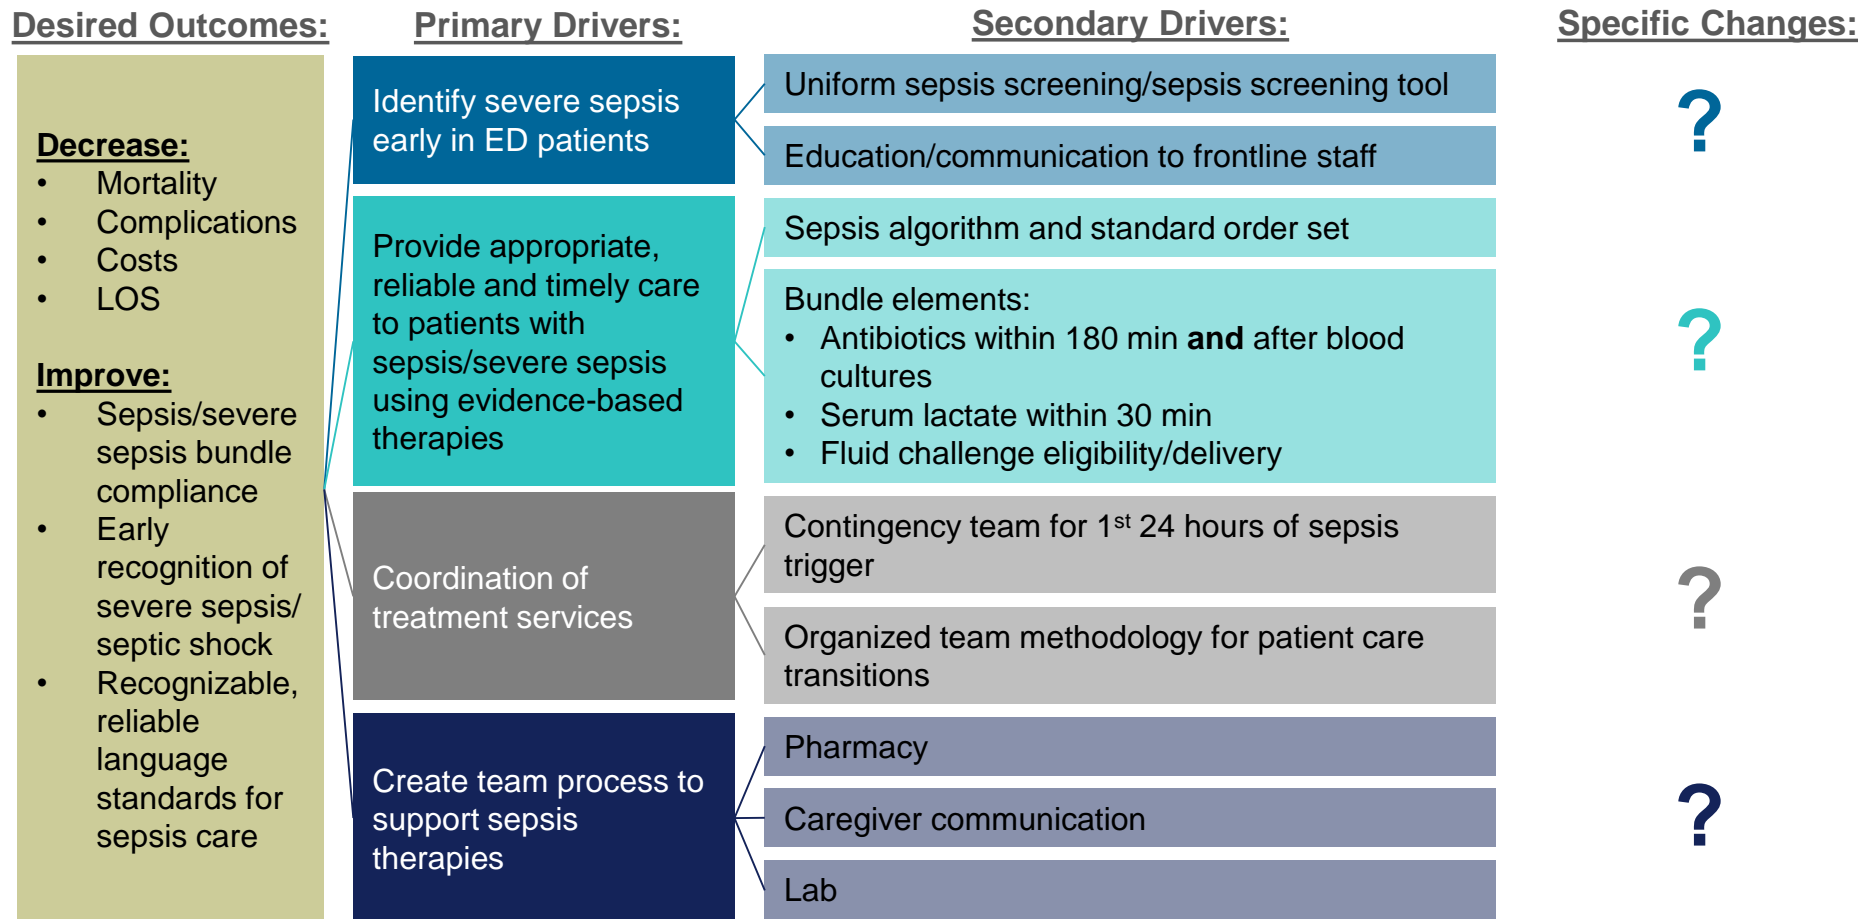 Desired Outcomes:
Primary Drivers:
Secondary Drivers:
Specific Changes:
Decrease:
• Mortality
• Complications
• Costs
• LOS
Improve:
• Sepsis/severe
sepsis bundle
compliance
• Early
recognition of
severe sepsis/
septic shock
• Recognizable,
reliable
language
standards for
sepsis care
Identify severe sepsis
early in ED patients
Uniform sepsis screening/sepsis screening tool
Education/communication to frontline staff
?
Provide appropriate,
reliable and timely care
to patients with
sepsis/severe sepsis
using evidence-based
therapies
Sepsis algorithm and standard order set
Bundle elements:
• Antibiotics within 180 min and after blood
cultures
• Serum lactate within 30 min
• Fluid challenge eligibility/delivery
?
Coordination of
treatment services
Contingency team for 1st 24 hours of sepsis
trigger
Organized team methodology for patient care
transitions
?
Create team process to
support sepsis
therapies
Pharmacy
Caregiver communication
Lab
?